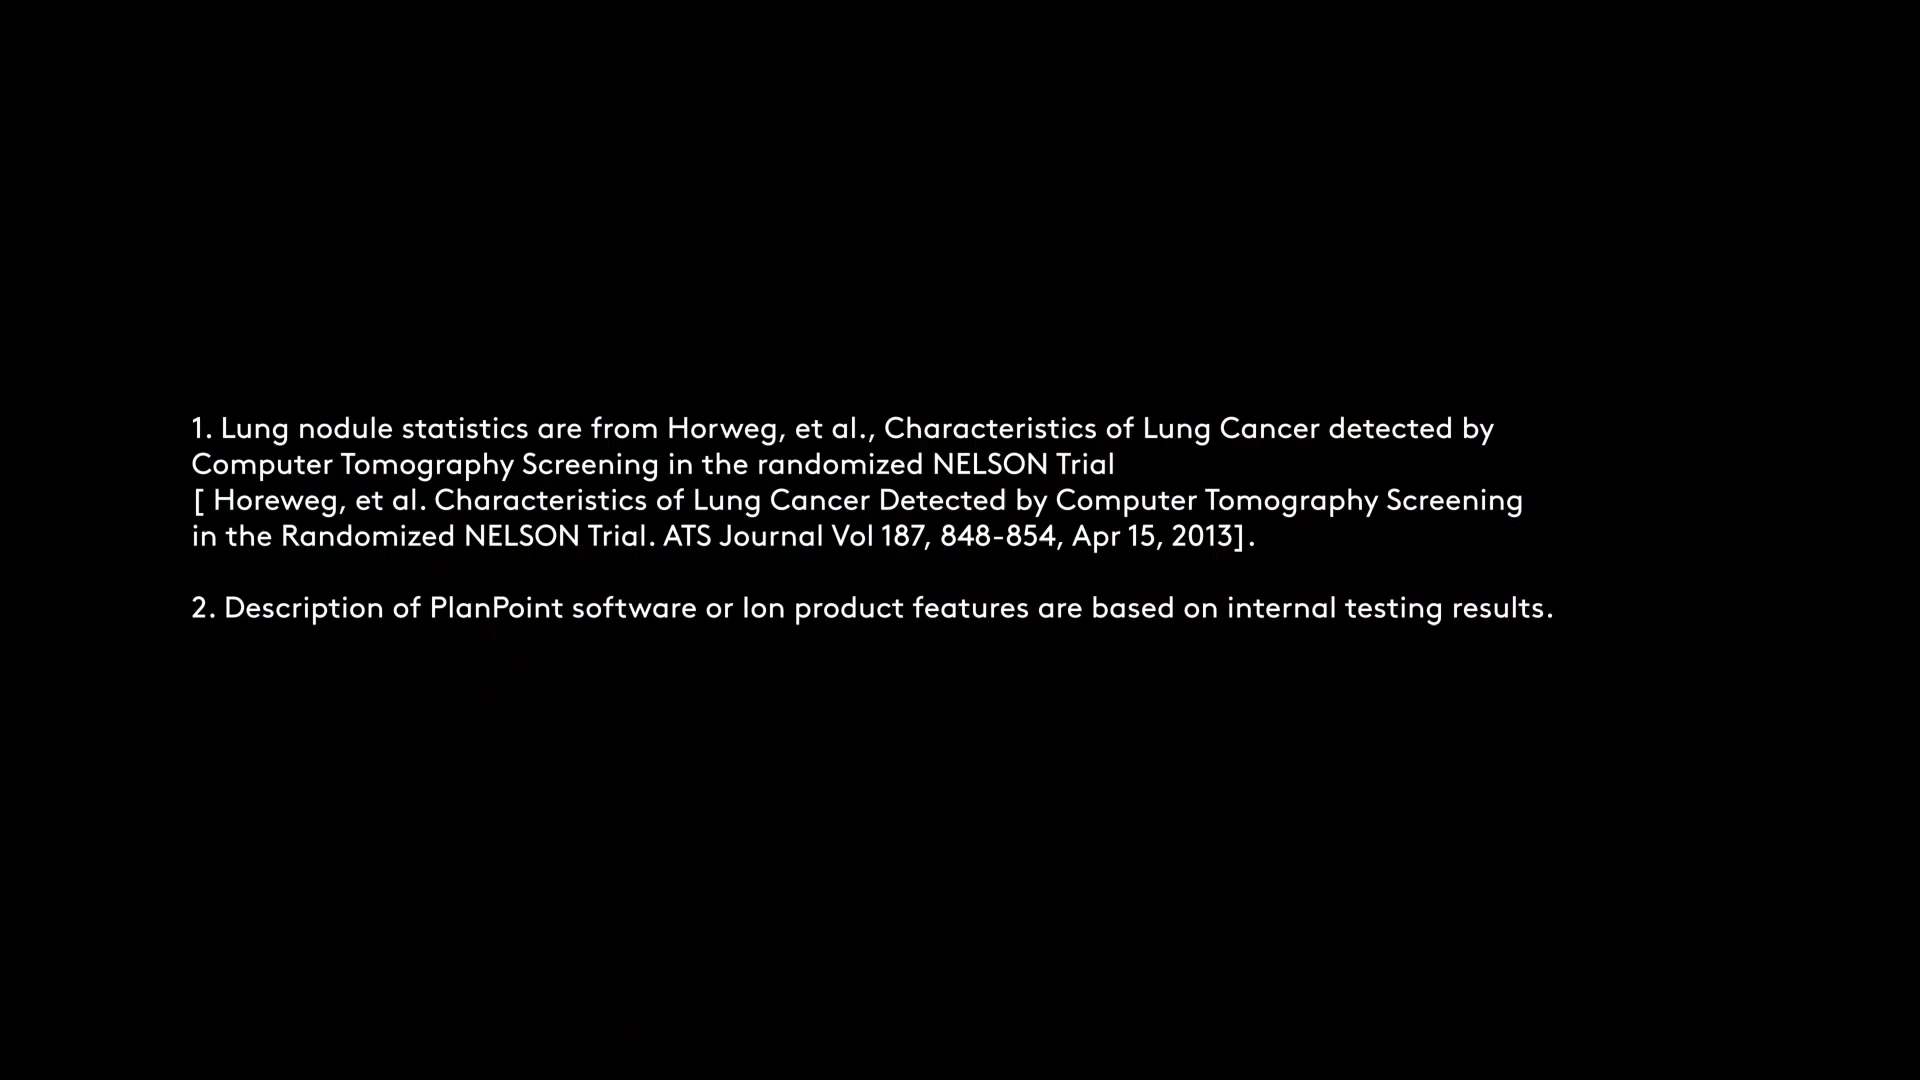 1. Lung nodule statistics are from Horweg, et al., Characteristics of Lung Cancer detected by
Computer Tomography Screening in the randomized NELSON Trial
[ Horeweg, et al. Characteristics of Lung Cancer Detected by Computer Tomography Screening
in the Randomized NELSON Trial. ATS Journal Vol 187, 848-854, Apr 15, 2013].
2. Description of PlanPoint software or Ion product features are based on internal testing results.